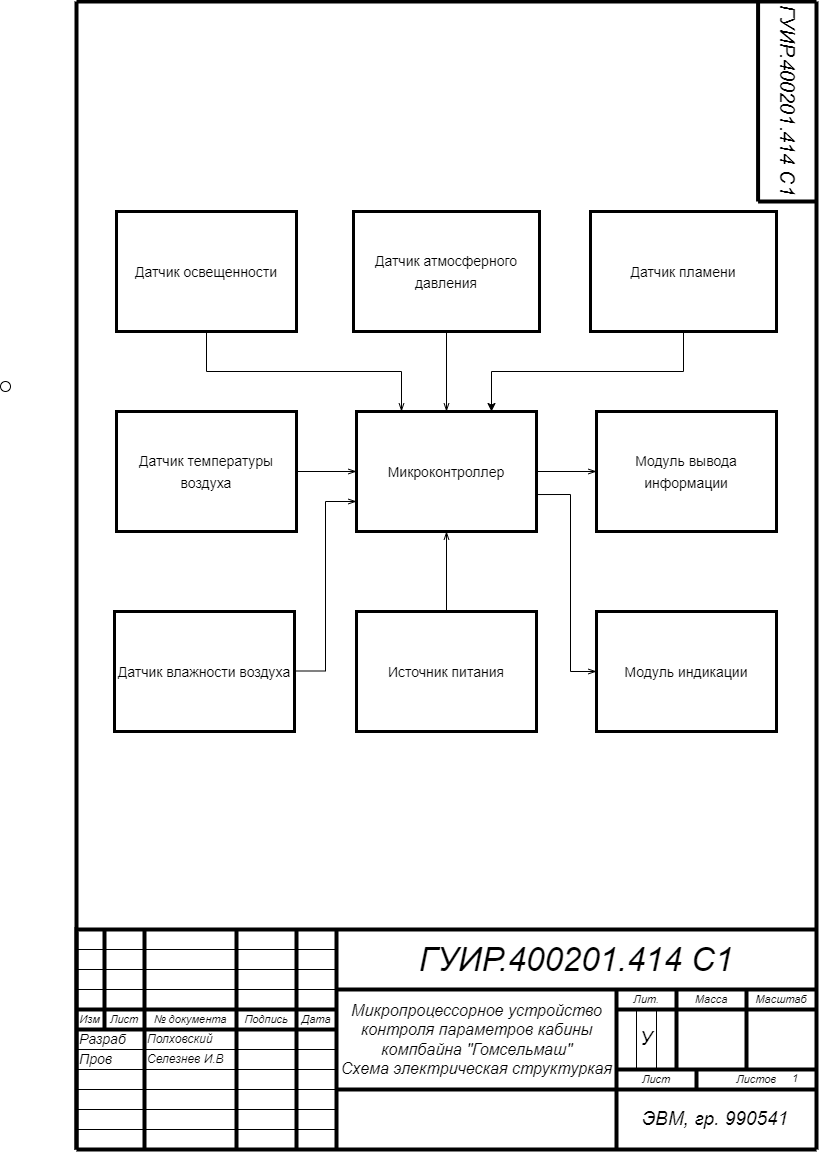 ГУИР.400201.414 С1
Датчик освещенности
Датчик атмосферного
давления
Датчик пламени
Датчик температуры
воздуха
Микроконтроллер
Модуль вывода
информации
Датчик влажности воздуха
Источник питания
Модуль индикации
ГУИР.400201.414 С1
Изм Лист № документа Подпись Дата
Разраб Полховский
Пров Селезнев И.В
Микропроцессорное устройство
контроля параметров кабины
компбайна "Гомсельмаш"
Схема электрическая структуркая
Лит. Масса Масштаб
У
Лист Листов 1
ЭВМ, гр. 990541